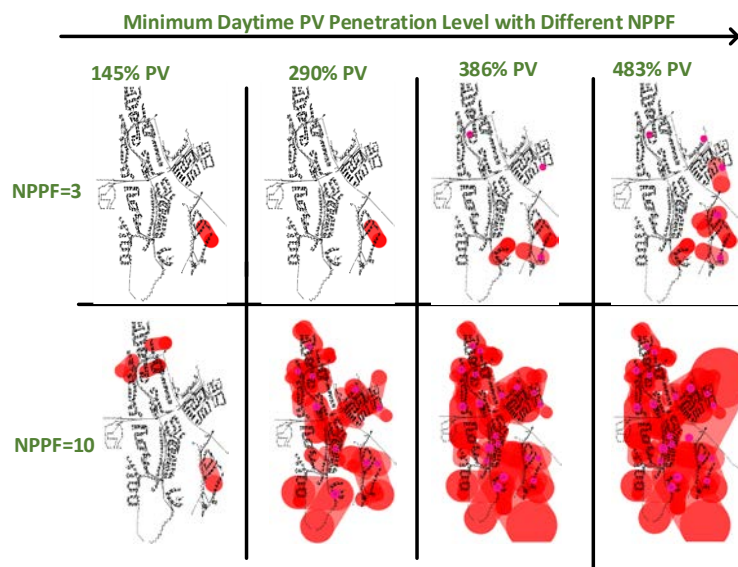 Minimum Daytime PV Penetration Level with Different NPPF
145% PV
290% PV
386% PV
483% PV
NPPF=3
NPPF=10